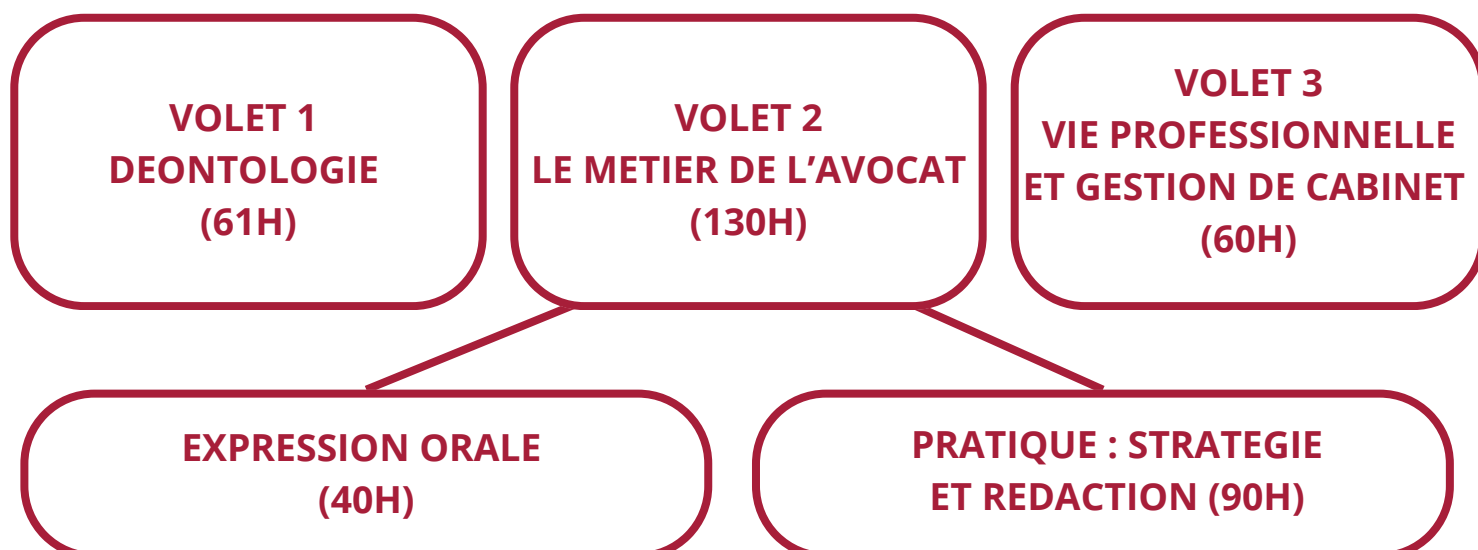 VOLET 1
DEONTOLOGIE
(61H)
VOLET 2
LE METIER DE L'AVOCAT
(130H)
VOLET 3
VIE PROFESSIONNELLE
ET GESTION DE CABINET
(60H)
EXPRESSION ORALE
(40H)
PRATIQUE : STRATEGIE
ET REDACTION (90H)